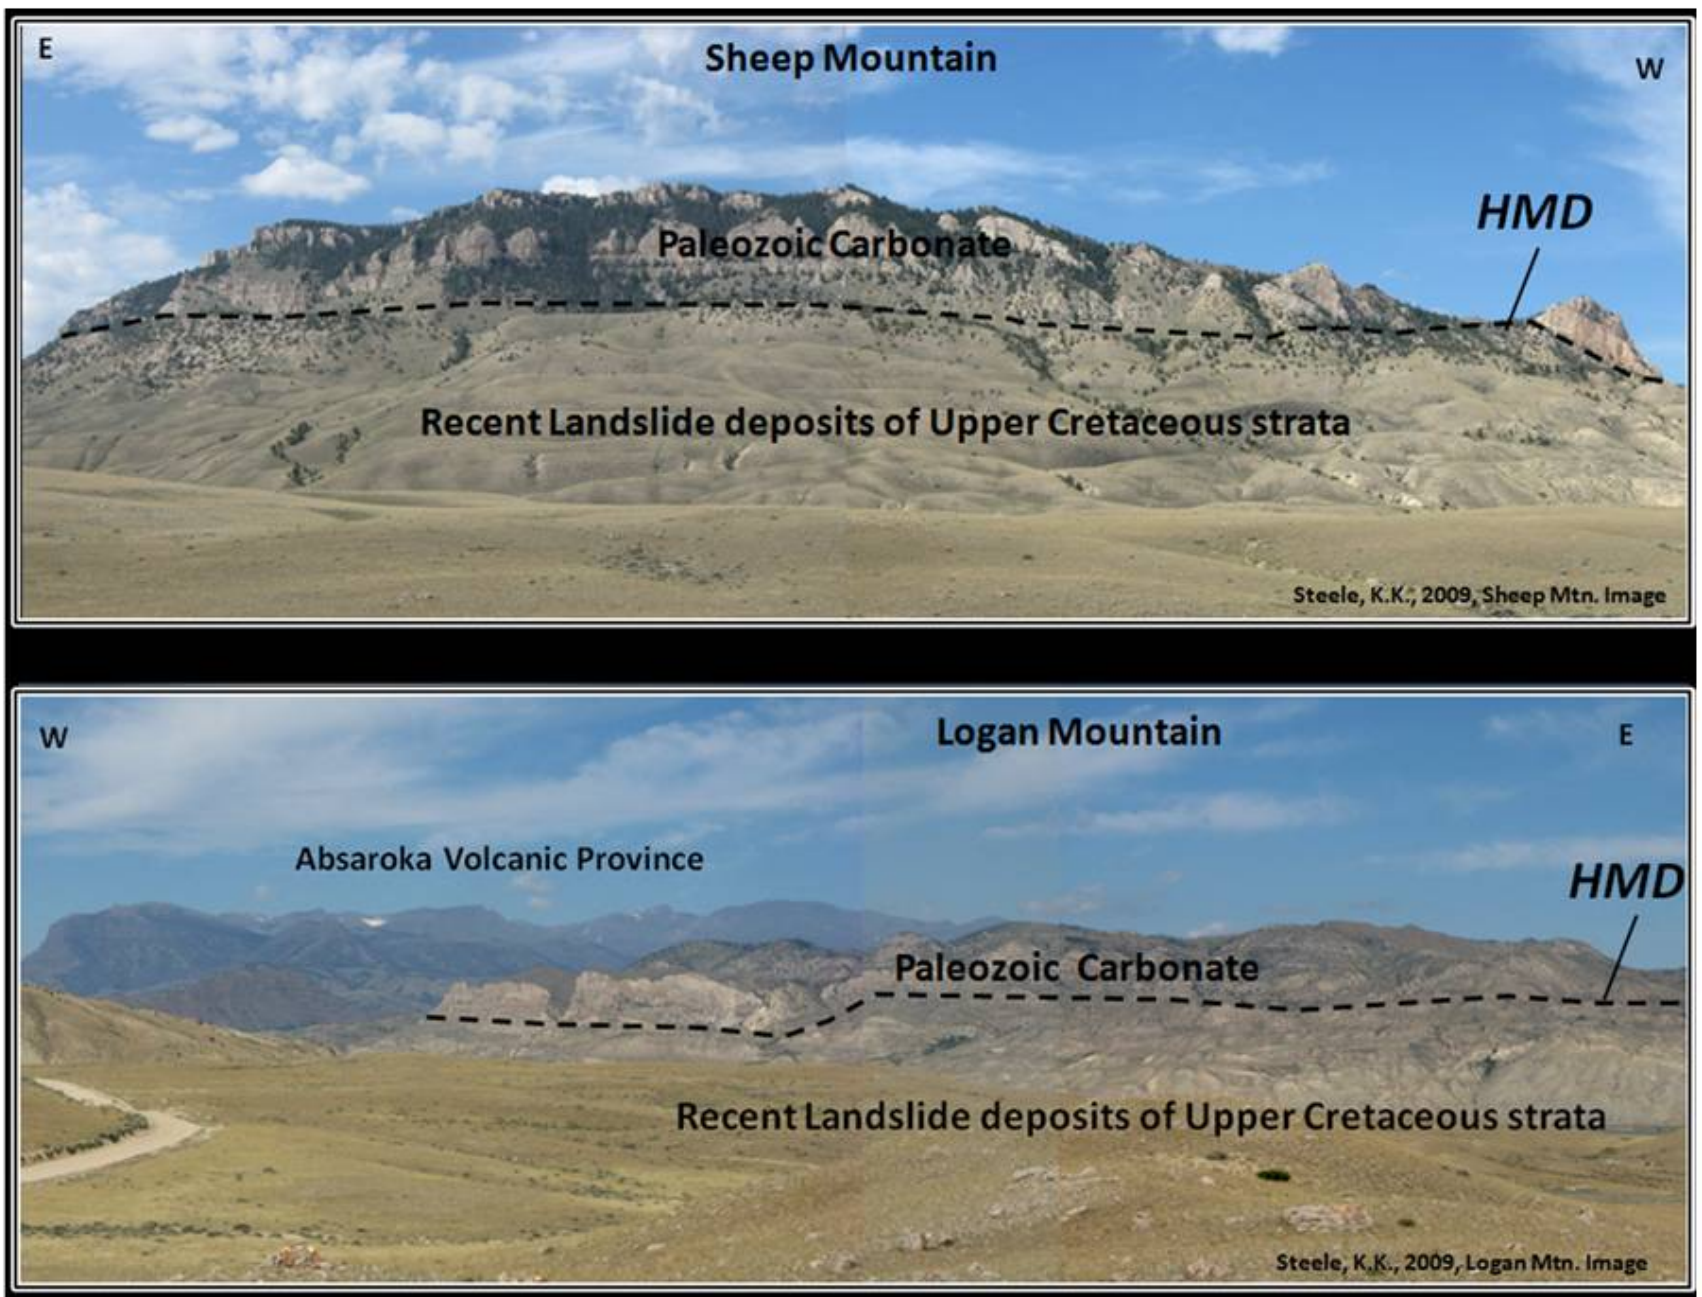 E
Sheep Mountain
W
HMD
Paleozoic Carbonate
Recent Landslide deposits of Upper Cretaceous strata
Steele, K.K., 2009, Sheep Mtn. Image
W
Logan Mountain
E
Absaroka Volcanic Province
HMD
Paleozoic Carbonate
Recent Landslide deposits of Upper Cretaceous strata
Steele, K.K., 2009, Logan Mtn. Image